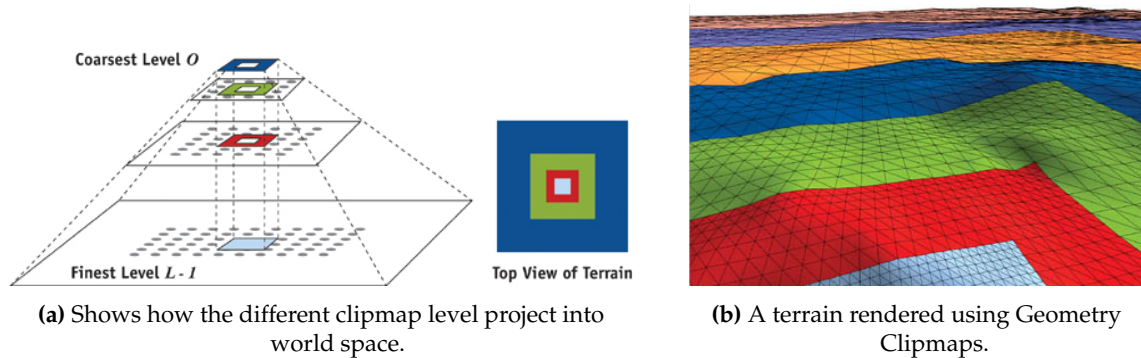 Coarsest Level 0
Finest Level L - 1
Top View of Terrain
(a) Shows how the different clipmap level project into
world space.
(b) A terrain rendered using Geometry
Clipmaps.